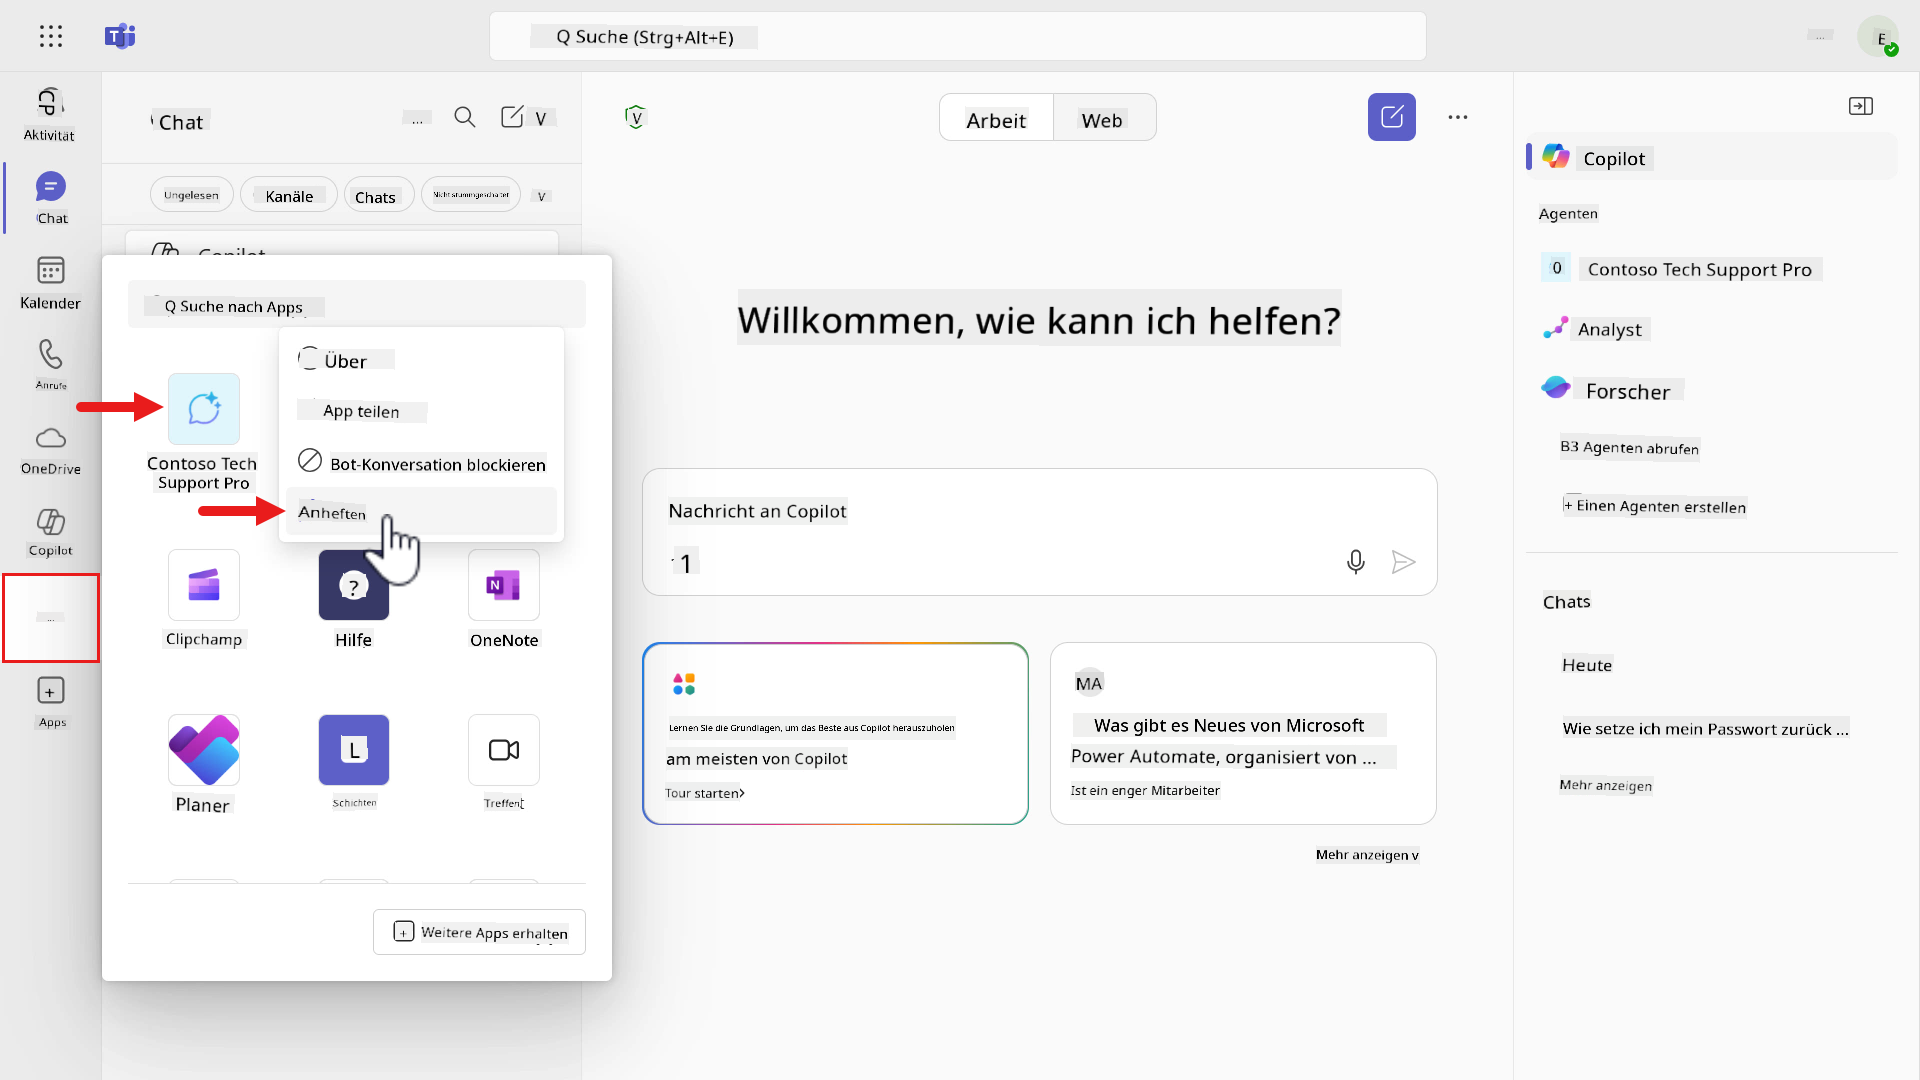 Q Suche (Strg+Alt+E)
...
E
Aktivität
Chat
Kalender
Anrufe
OneDrive
Copilot
...
Apps
Chat
...
V
Ungelesen
Kanäle
Chats
Nicht stummgeschaltet
V
Copilot
Q Suche nach Apps
Über
App teilen
Bot-Konversation blockieren
Anheften
Contoso Tech
Support Pro
Clipchamp
Hilfe
OneNote
Planer
Schichten
Treffen
Weitere Apps erhalten
V
Arbeit
Web
Willkommen, wie kann ich helfen?
Nachricht an Copilot
1
Lernen Sie die Grundlagen, um das Beste aus Copilot herauszuholen
am meisten von Copilot
Tour starten>
MA
Was gibt es Neues von Microsoft
Power Automate, organisiert von ...
Ist ein enger Mitarbeiter
Mehr anzeigen v
Copilot
Agenten
0 Contoso Tech Support Pro
Analyst
Forscher
B3 Agenten abrufen
+ Einen Agenten erstellen
Chats
Heute
Wie setze ich mein Passwort zurück ...
Mehr anzeigen